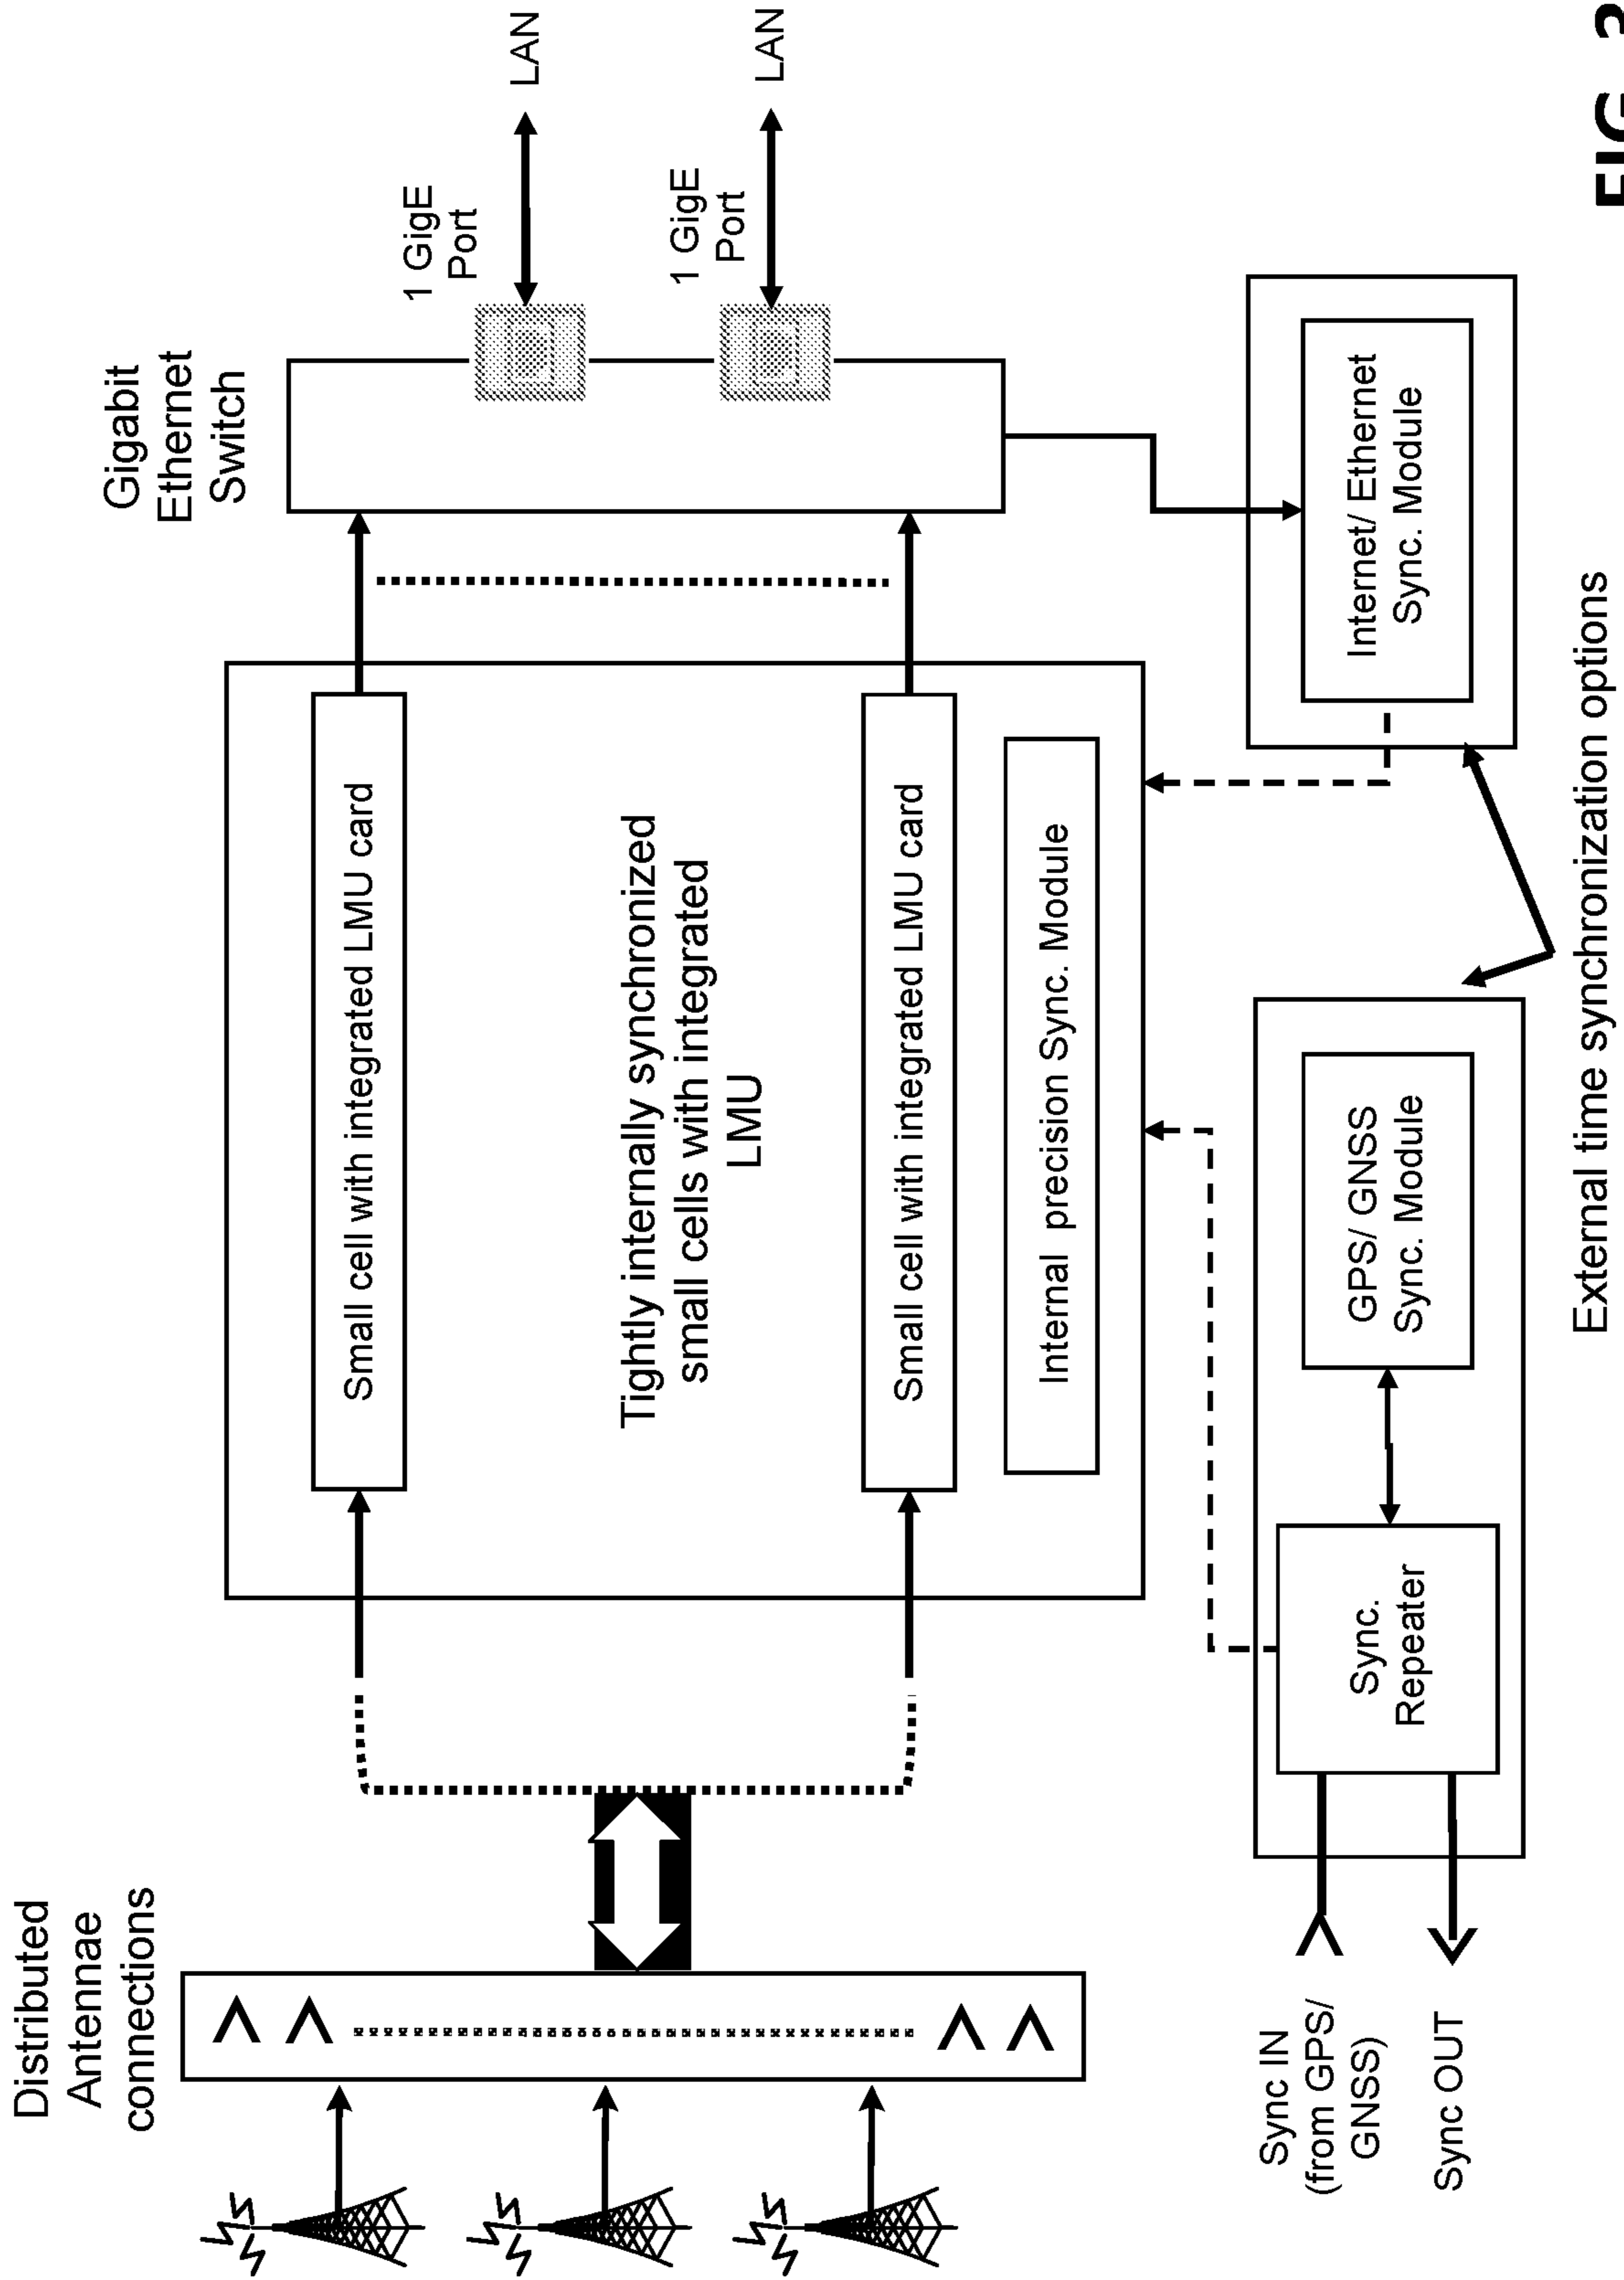 Distributed
Antennae
connections
Gigabit
Ethernet
Switch
Small cell with integrated LMU card
1 GigE
Port
LAN
Tightly internally synchronized
small cells with integrated
LMU
1 GigE
Port
LAN
Small cell with integrated LMU card
Internal precision Sync. Module
Sync IN
(from GPS/
GNSS)
Sync OUT
Sync.
Repeater
GPS/ GNSS
Sync. Module
Internet/ Ethernet
Sync. Module
External time synchronization options
FIG.